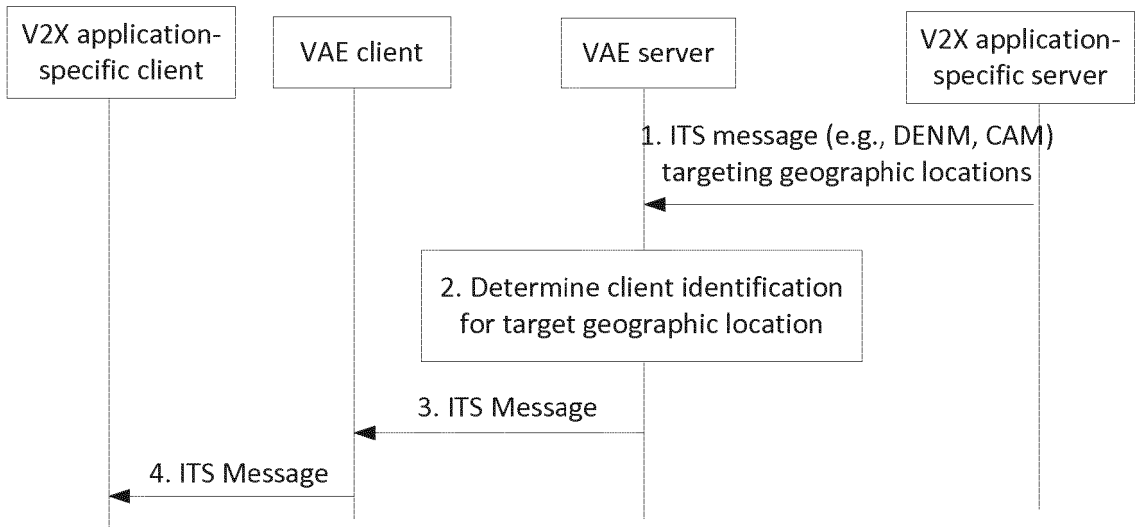 V2X application-
specific client
VAE client
VAE server
V2X application-
specific server
1. ITS message (e.g., DENM, CAM)
targeting geographic locations
2. Determine client identification
for target geographic location
3. ITS Message
4. ITS Message